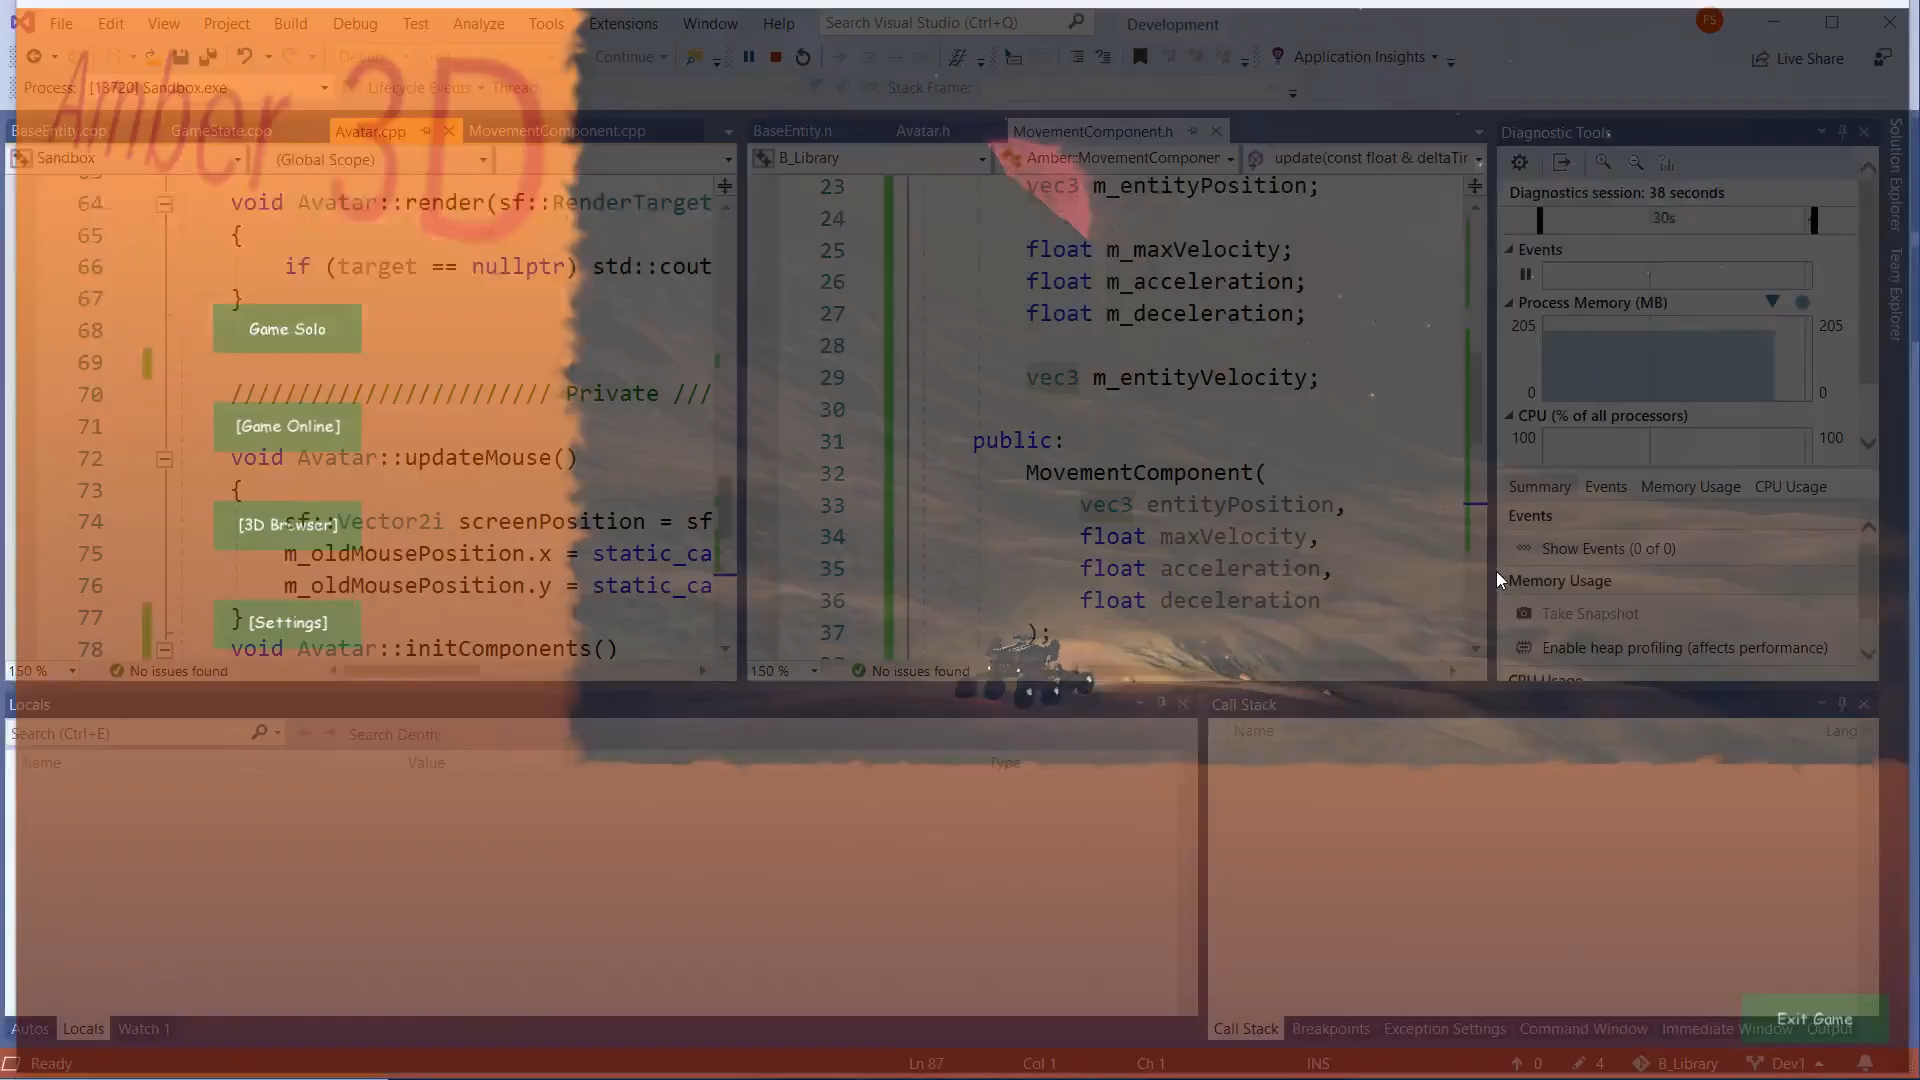 File Edit View Project Build Debug Test Analyze Tools Extensions Window Help Search Visual Studio (Ctrl+Q) Development FS
Debug Continue Application Insights Live Share
Process: [13720] Sandbox.exe Lifecycle Events Thread Stack Frame:
Amber 3D
BaseEntity.cpp GameState.cpp Avatar.cpp MovementComponent.cpp
Sandbox (Global Scope)
64 void Avatar::render(sf::RenderTarget
65 {
66 if (target == nullptr) std::cout
67 }
68
69
70 //////////////////////// Private ///
71
72 void Avatar::updateMouse()
73 {
74 sf::Vector2i screenPosition = sf
75 m_oldMousePosition.x = static_ca
76 m_oldMousePosition.y = static_ca
77 }
78 void Avatar::initComponents()
150 % No issues found
Game Solo
[Game Online]
[3D Browser]
[Settings]
BaseEntity.h Avatar.h MovementComponent.h
B_Library Amber::MovementComponer update(const float & deltaTir
23 vec3 m_entityPosition;
24
25 float m_maxVelocity;
26 float m_acceleration;
27 float m_deceleration;
28
29 vec3 m_entityVelocity;
30
31 public:
32 MovementComponent(
33 vec3 entityPosition,
34 float maxVelocity,
35 float acceleration,
36 float deceleration
37 );
150 % No issues found
Diagnostic Tools
Diagnostics session: 38 seconds
30s
Events
Process Memory (MB)
205 205
0 0
CPU (% of all processors)
100 100
Summary Events Memory Usage CPU Usage
Events
Show Events (0 of 0)
Memory Usage
Take Snapshot
Enable heap profiling (affects performance)
CPU Usage
Solution Explorer
Team Explorer
Locals
Search (Ctrl+E) Search Depth:
Name Value Type
Autos Locals Watch 1
Call Stack
Name Lang
Call Stack Breakpoints Exception Settings Command Window Immediate Window Output
Exit Game
Ready Ln 87 Col 1 Ch 1 INS 0 4 B_Library Dev1